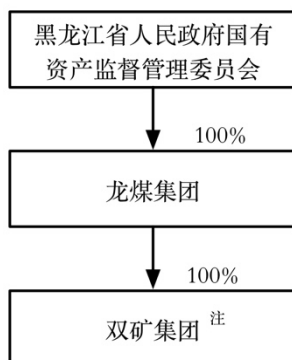 黑龙江省人民政府国有
资产监督管理委员会
100%
龙煤集团
100%
双矿集团 注